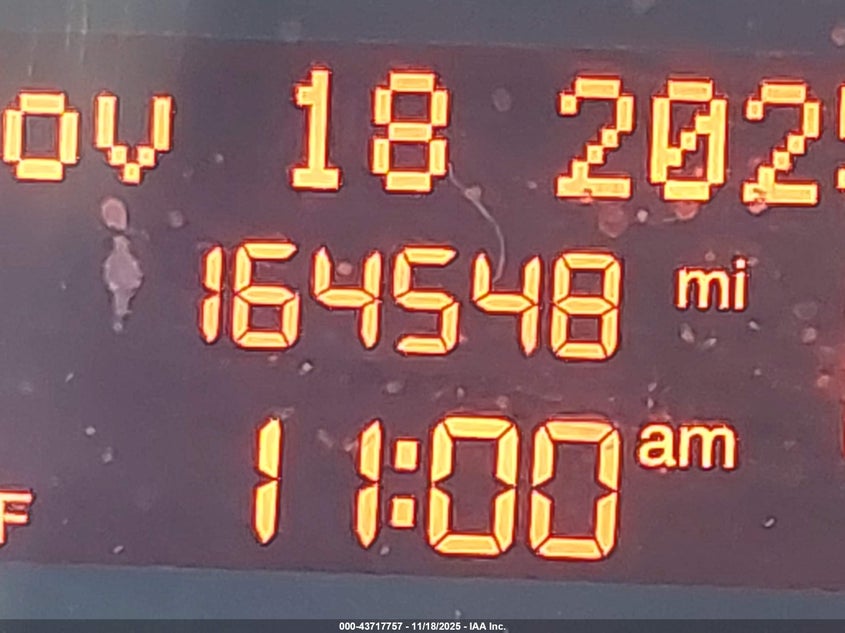 ov 18 2025
164548 mi
11:00 am
F
000-43717757 - 11/18/2025 - IAA Inc.